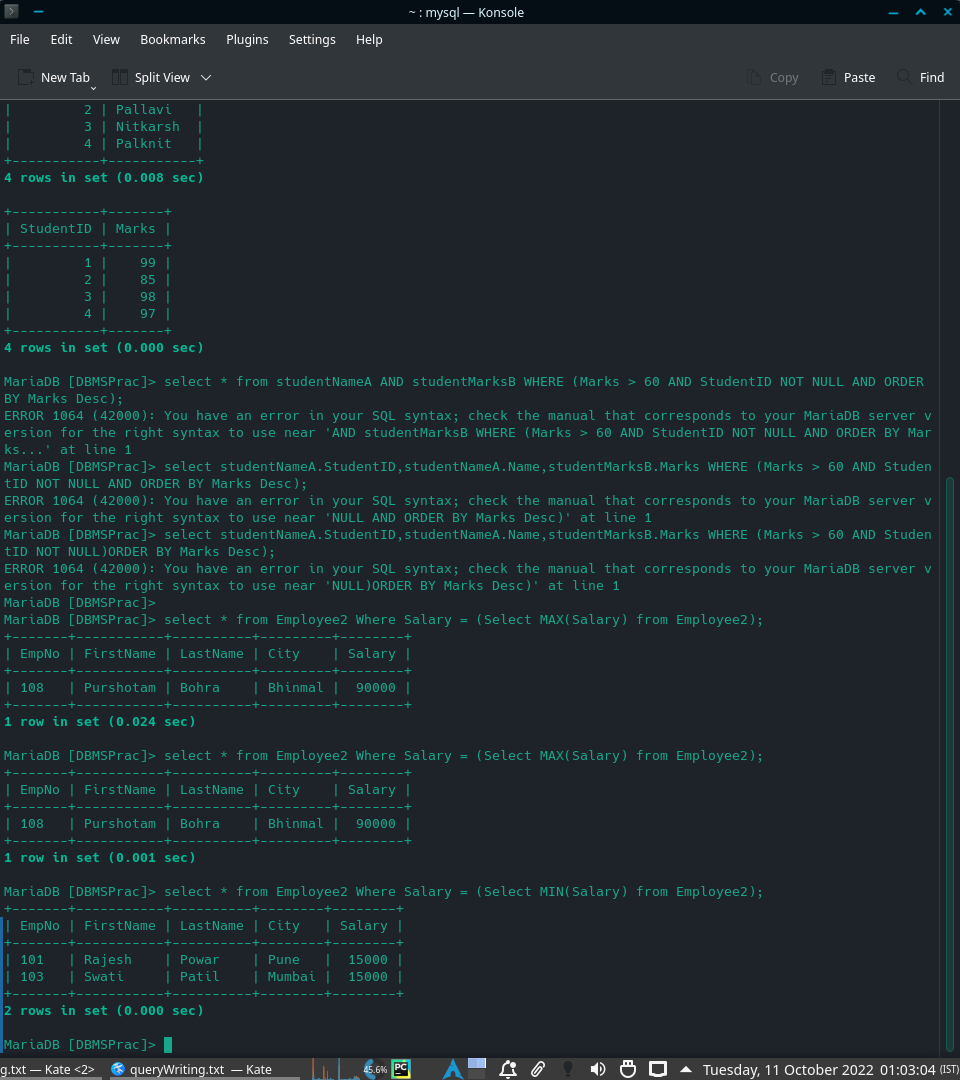 ~ : mysql — Konsole
File Edit View Bookmarks Plugins Settings Help
New Tab Split View Copy Paste Find
|         2 | Pallavi   |
|         3 | Nitkarsh  |
|         4 | Palknit   |
+-----------+-----------+
4 rows in set (0.008 sec)
+-----------+-------+
| StudentID | Marks |
+-----------+-------+
|         1 |    99 |
|         2 |    85 |
|         3 |    98 |
|         4 |    97 |
+-----------+-------+
4 rows in set (0.000 sec)
MariaDB [DBMSPrac]> select * from studentNameA AND studentMarksB WHERE (Marks > 60 AND StudentID NOT NULL AND ORDER
BY Marks Desc);
ERROR 1064 (42000): You have an error in your SQL syntax; check the manual that corresponds to your MariaDB server v
ersion for the right syntax to use near 'AND studentMarksB WHERE (Marks > 60 AND StudentID NOT NULL AND ORDER BY Mar
ks...' at line 1
MariaDB [DBMSPrac]> select studentNameA.StudentID,studentNameA.Name,studentMarksB.Marks WHERE (Marks > 60 AND Studen
tID NOT NULL AND ORDER BY Marks Desc);
ERROR 1064 (42000): You have an error in your SQL syntax; check the manual that corresponds to your MariaDB server v
ersion for the right syntax to use near 'NULL AND ORDER BY Marks Desc)' at line 1
MariaDB [DBMSPrac]> select studentNameA.StudentID,studentNameA.Name,studentMarksB.Marks WHERE (Marks > 60 AND Studen
tID NOT NULL)ORDER BY Marks Desc);
ERROR 1064 (42000): You have an error in your SQL syntax; check the manual that corresponds to your MariaDB server v
ersion for the right syntax to use near 'NULL)ORDER BY Marks Desc)' at line 1
MariaDB [DBMSPrac]>
MariaDB [DBMSPrac]> select * from Employee2 Where Salary = (Select MAX(Salary) from Employee2);
+-------+-----------+----------+---------+--------+
| EmpNo | FirstName | LastName | City    | Salary |
+-------+-----------+----------+---------+--------+
| 108   | Purshotam | Bohra    | Bhinmal |  90000 |
+-------+-----------+----------+---------+--------+
1 row in set (0.024 sec)
MariaDB [DBMSPrac]> select * from Employee2 Where Salary = (Select MAX(Salary) from Employee2);
+-------+-----------+----------+---------+--------+
| EmpNo | FirstName | LastName | City    | Salary |
+-------+-----------+----------+---------+--------+
| 108   | Purshotam | Bohra    | Bhinmal |  90000 |
+-------+-----------+----------+---------+--------+
1 row in set (0.001 sec)
MariaDB [DBMSPrac]> select * from Employee2 Where Salary = (Select MIN(Salary) from Employee2);
+-------+-----------+----------+--------+--------+
| EmpNo | FirstName | LastName | City   | Salary |
+-------+-----------+----------+--------+--------+
| 101   | Rajesh    | Powar    | Pune   |  15000 |
| 103   | Swati     | Patil    | Mumbai |  15000 |
+-------+-----------+----------+--------+--------+
2 rows in set (0.000 sec)
MariaDB [DBMSPrac]>
g.txt — Kate <2> queryWriting.txt — Kate 45.6% PC Tuesday, 11 October 2022 01:03:04 (IST)